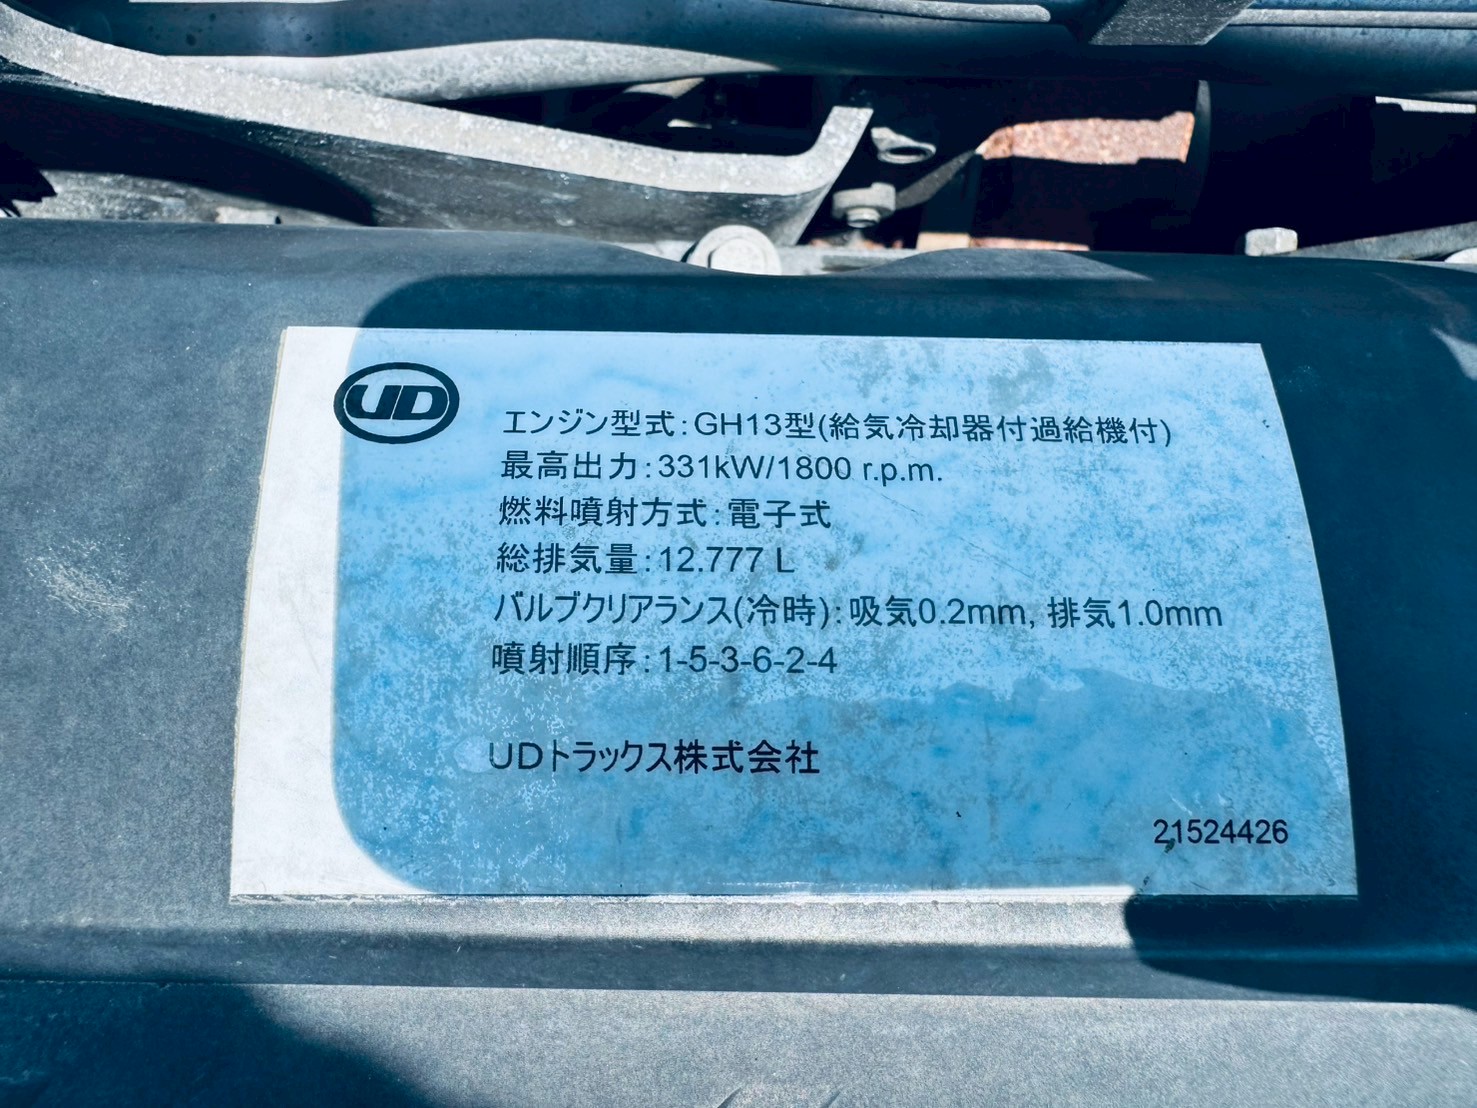 UD
エンジン型式:GH13型(給気冷却器付過給機付)
最高出力:331kW/1800 r.p.m.
燃料噴射方式:電子式
総排気量:12.777 L
バルブクリアランス(冷時):吸気0.2mm, 排気1.0mm
噴射順序:1-5-3-6-2-4
UDトラックス株式会社
21524426